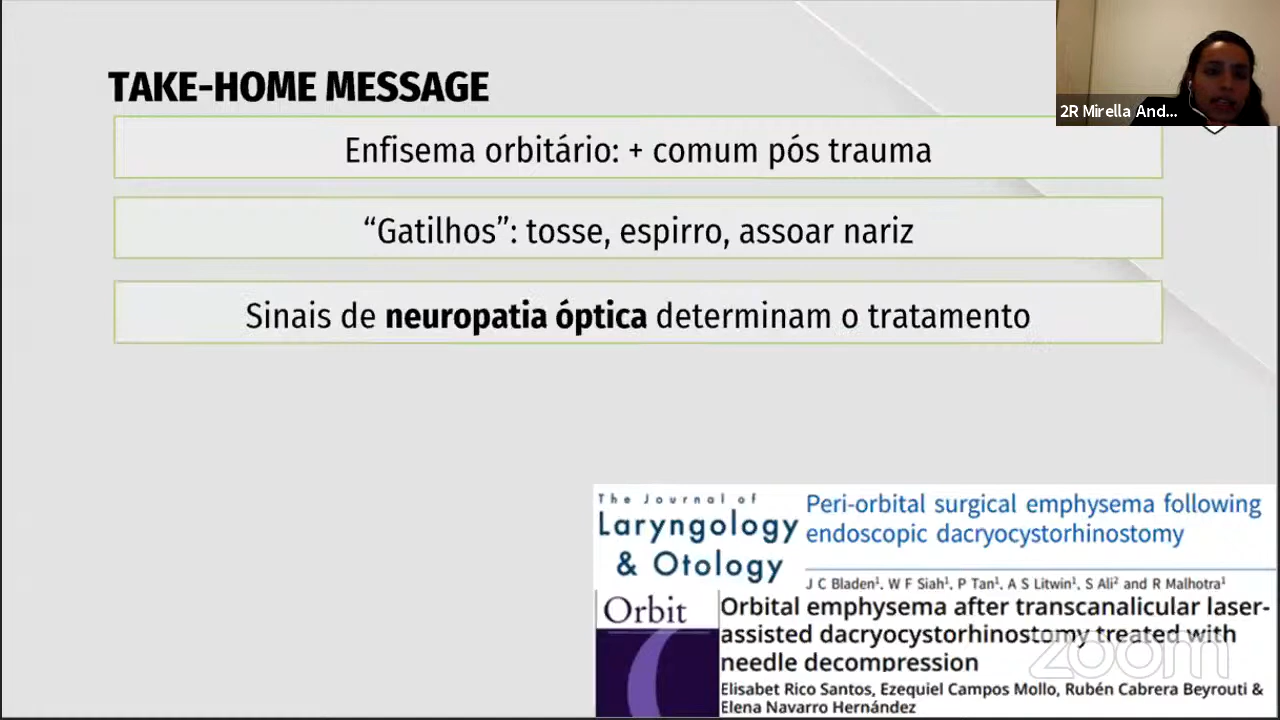 TAKE-HOME MESSAGE
2R Mirella And...
Enfisema orbitário: + comum pós trauma
“Gatilhos”: tosse, espirro, assoar nariz
Sinais de neuropatia óptica determinam o tratamento
The Journal of
Laryngology
& Otology
Peri-orbital surgical emphysema following
endoscopic dacryocystorhinostomy
J C Bladen¹, W F Siah¹, P Tan¹, A S Litwin¹, S Ali² and R Malhotra¹
Orbit
Orbital emphysema after transcanalicular laser-
assisted dacryocystorhinostomy treated with
needle decompression
Elisabet Rico Santos, Ezequiel Campos Mollo, Rubén Cabrera Beyrouti &
Elena Navarro Hernández
zoom